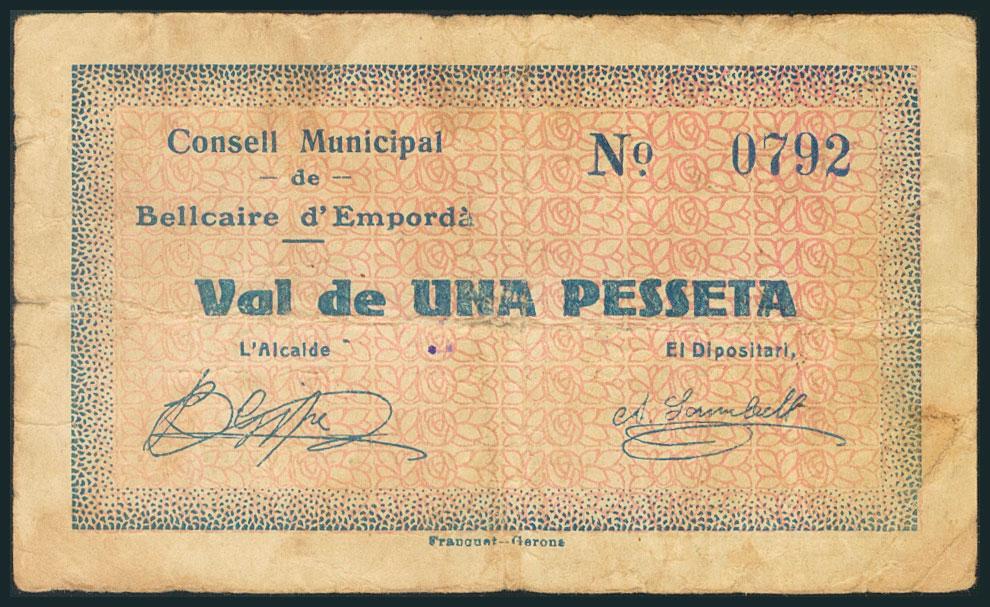 Consell Municipal
— de —
Bellcaire d'Empordà
Nº 0792
Val de UNA PESSETA
L'Alcalde
El Dipositari,
Franquet--Gerona